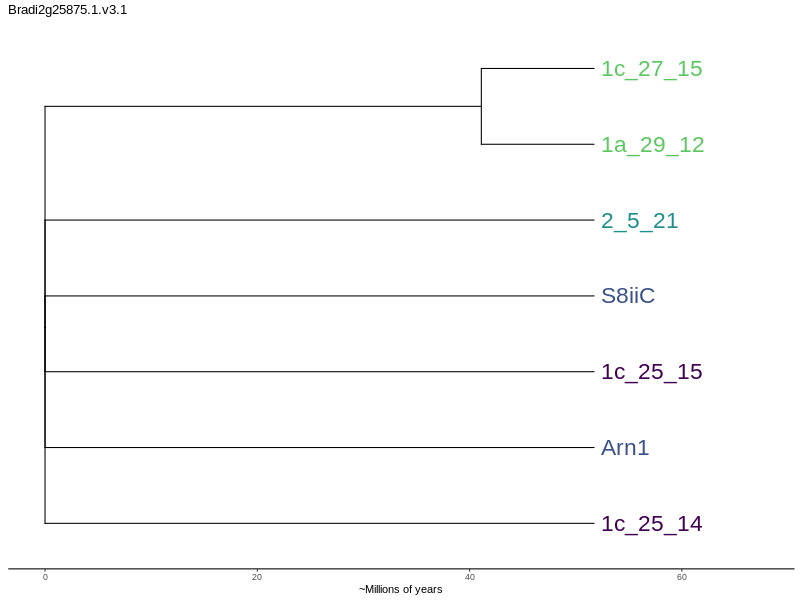 Bradi2g25875.1.v3.1
1c_27_15
1a_29_12
2_5_21
S8iiC
1c_25_15
Arn1
1c_25_14
0 20 40 60
~Millions of years